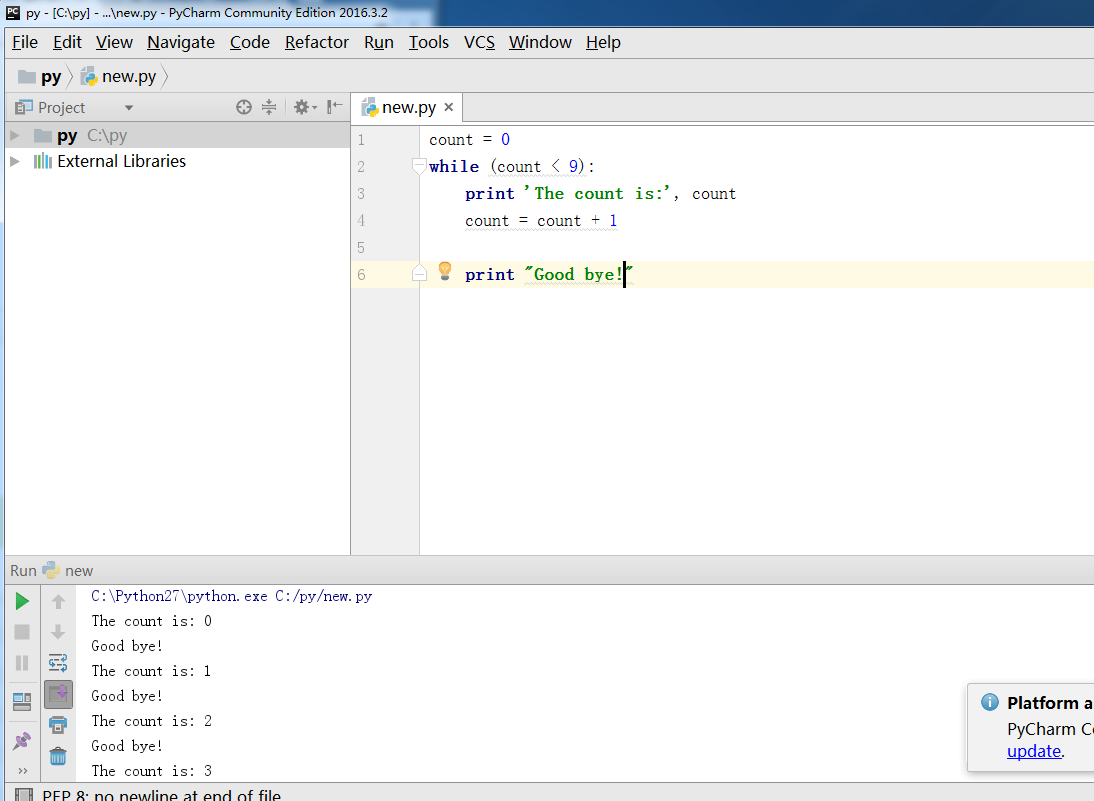 py - [C:\py] - ...\new.py - PyCharm Community Edition 2016.3.2
File Edit View Navigate Code Refactor Run Tools VCS Window Help
py new.py
Project
new.py
py C:\py
External Libraries
1 count = 0
2 while (count < 9):
3 print 'The count is:', count
4 count = count + 1
5
6 print "Good bye!"
Run new
C:\Python27\python.exe C:/py/new.py
The count is: 0
Good bye!
The count is: 1
Good bye!
The count is: 2
Good bye!
The count is: 3
Platform a
PyCharm C
update.
PEP 8: no newline at end of file